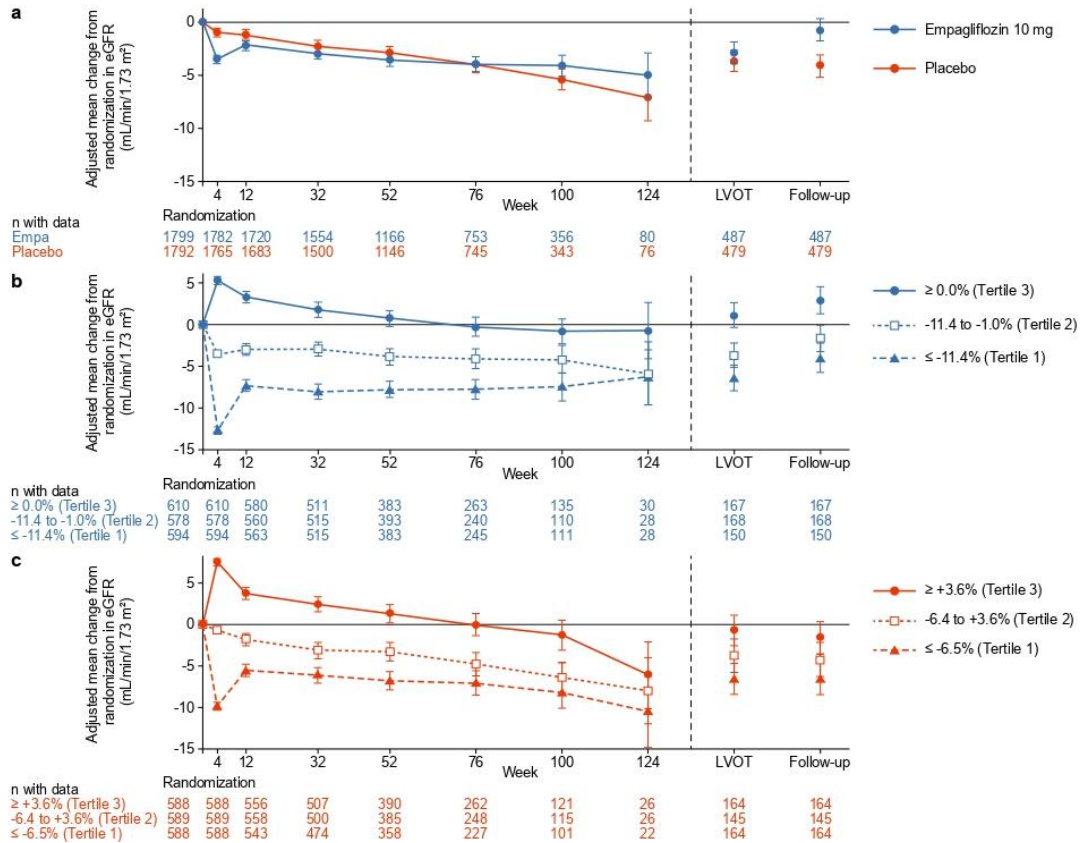 a
Adjusted mean change from
randomization in eGFR
(mL/min/1.73 m²)
0
-5
-10
-15
Empagliflozin 10 mg
Placebo
4 12 32 52 76 100 124 LVOT Follow-up
Randomization
Week
n with data
Empa 1799 1782 1720 1554 1166 753 356 80 487 487
Placebo 1792 1765 1683 1500 1146 745 343 76 479 479
b
Adjusted mean change from
randomization in eGFR
(mL/min/1.73 m²)
5
0
-5
-10
-15
≥ 0.0% (Tertile 3)
-11.4 to -1.0% (Tertile 2)
≤ -11.4% (Tertile 1)
4 12 32 52 76 100 124 LVOT Follow-up
Week
Randomization
n with data
≥ 0.0% (Tertile 3) 610 610 580 511 383 263 135 30 167 167
-11.4 to -1.0% (Tertile 2) 578 578 560 515 393 240 110 28 168 168
≤ -11.4% (Tertile 1) 594 594 563 515 383 245 111 28 150 150
c
Adjusted mean change from
randomization in eGFR
(mL/min/1.73 m²)
5
0
-5
-10
-15
≥ +3.6% (Tertile 3)
-6.4 to +3.6% (Tertile 2)
≤ -6.5% (Tertile 1)
4 12 32 52 76 100 124 LVOT Follow-up
Week
Randomization
n with data
≥ +3.6% (Tertile 3) 588 588 556 507 390 262 121 26 164 164
-6.4 to +3.6% (Tertile 2) 589 589 558 500 385 248 115 26 145 145
≤ -6.5% (Tertile 1) 588 588 543 474 358 227 101 22 164 164